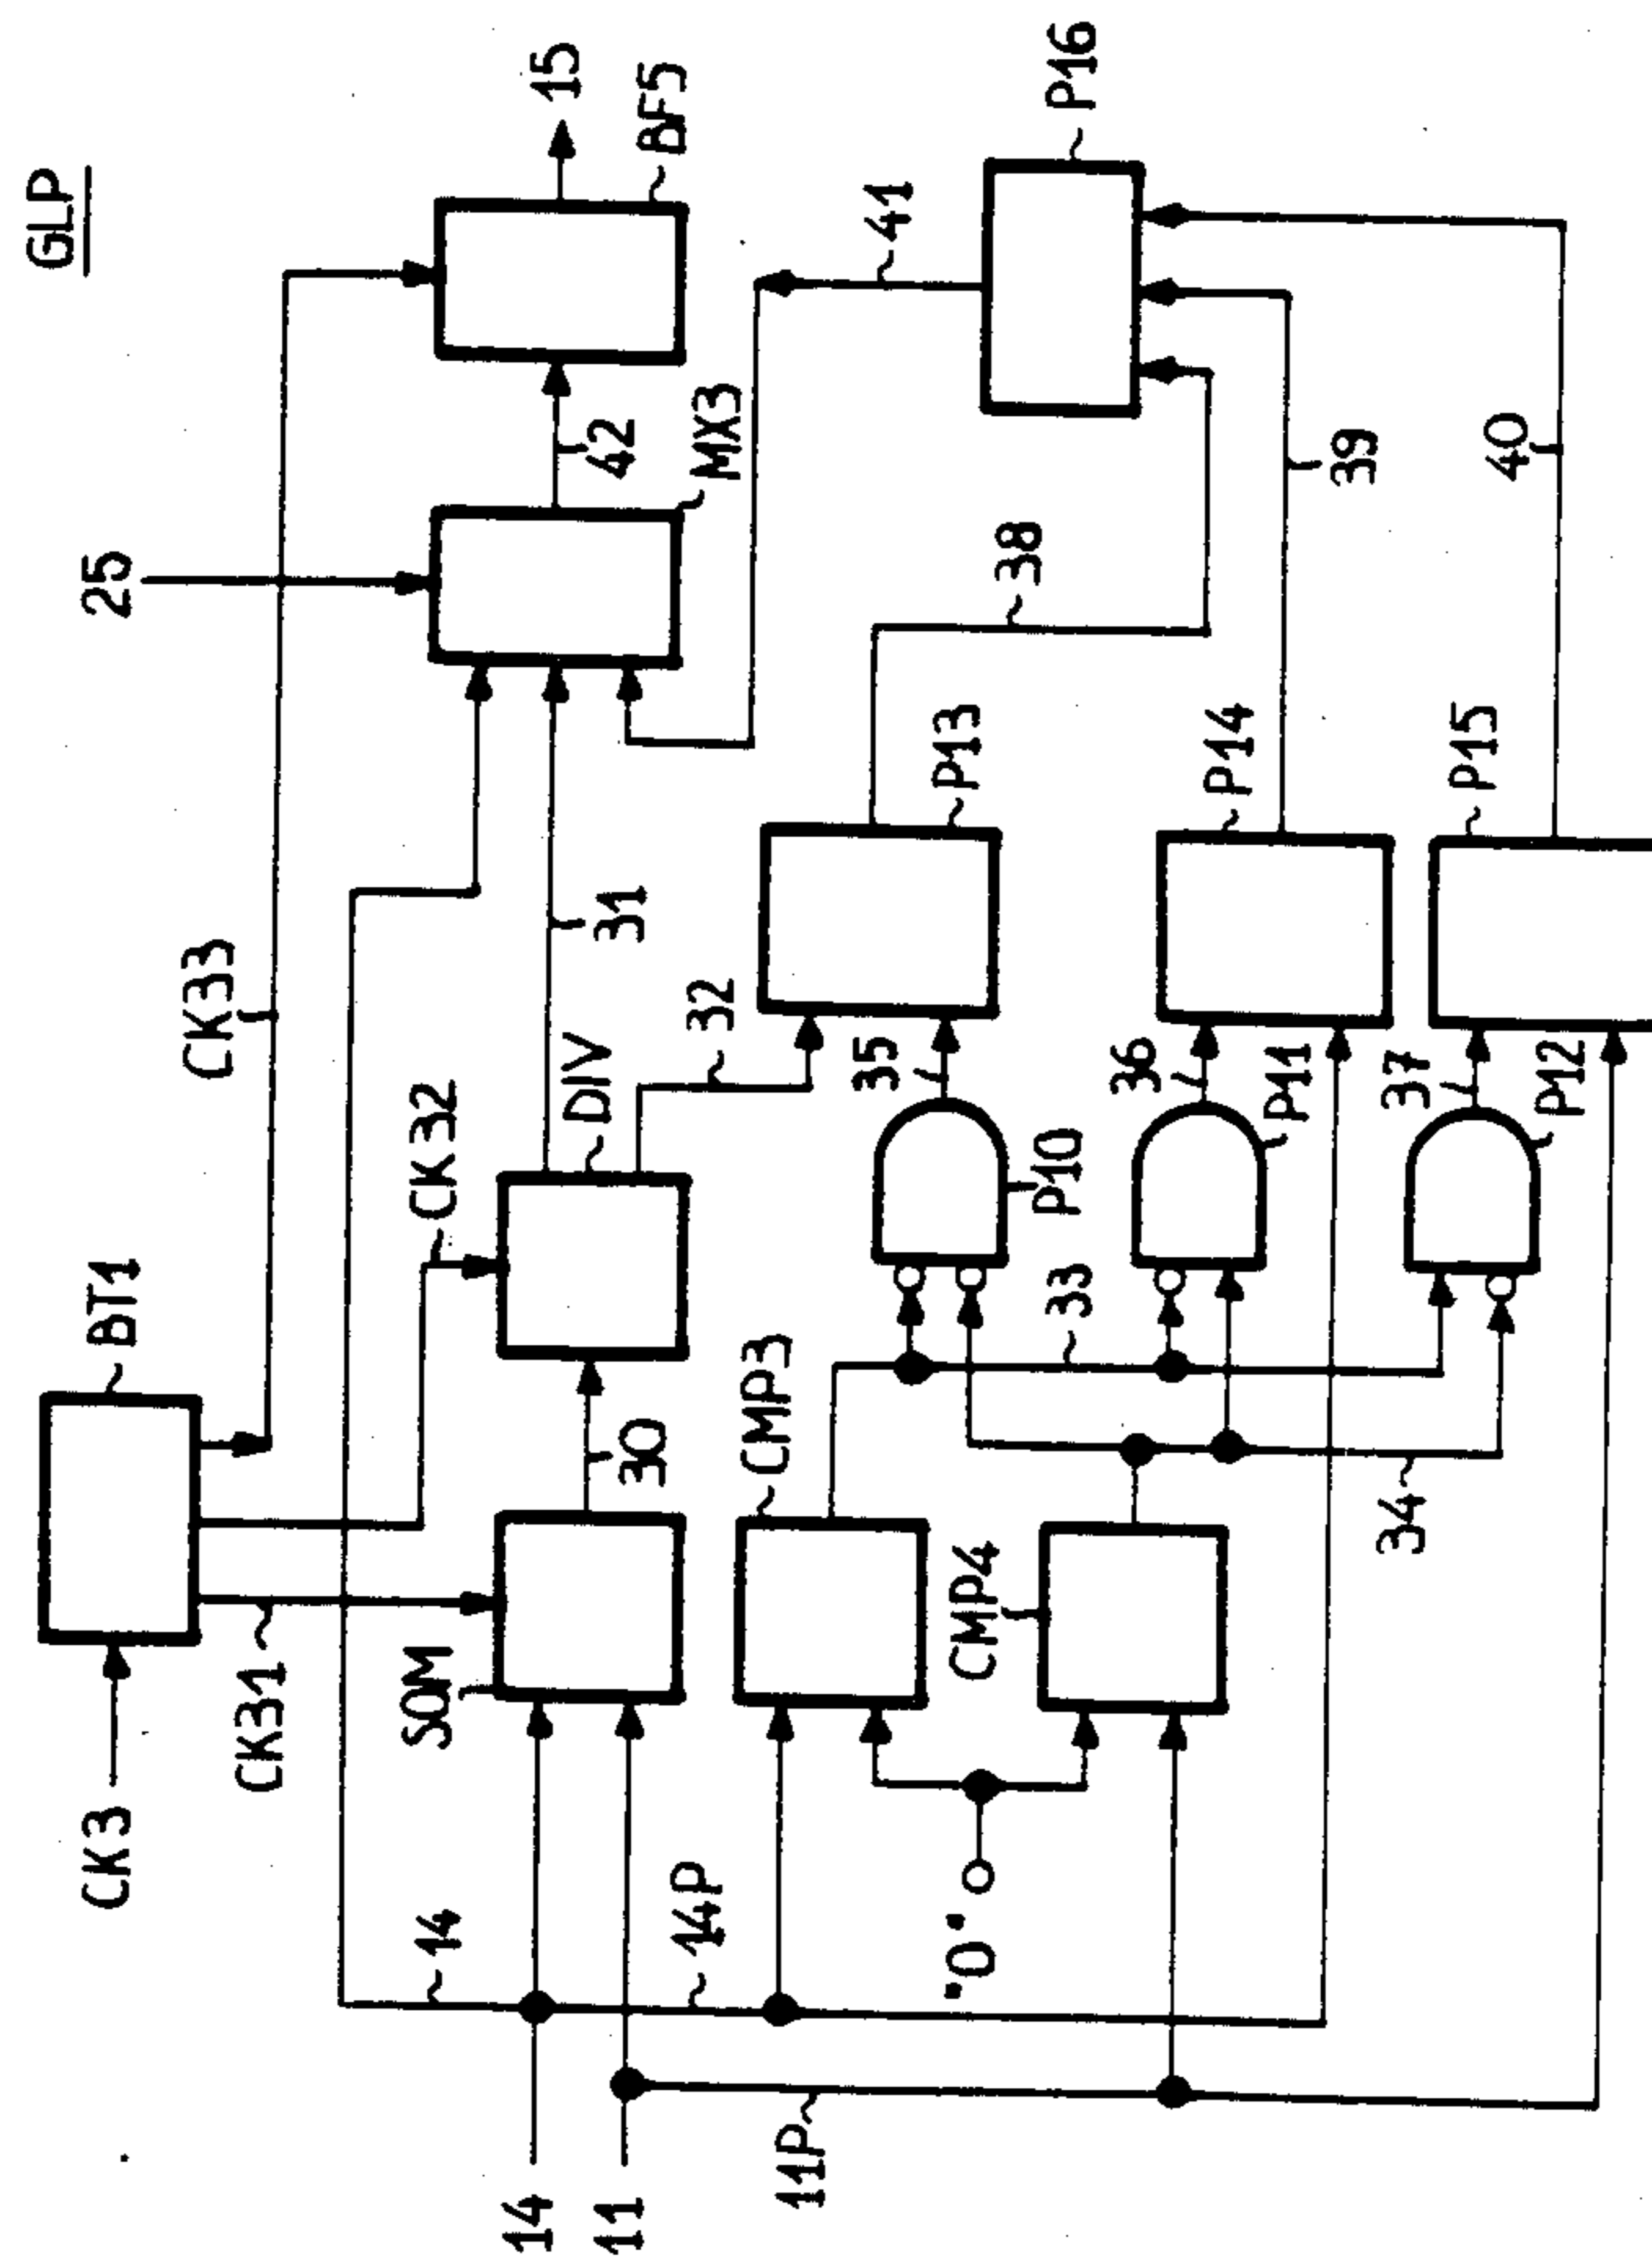 GLP
CK3
BT1
CK31
CK32
CK33
25
15
BF5
14
14
11
SOM
30
DIV
31
32
42
MX3
41
14P
11P
"0"
CMP3
CMP4
33
34
35
P10
36
P11
37
P12
P13
P14
P15
38
39
40
P16